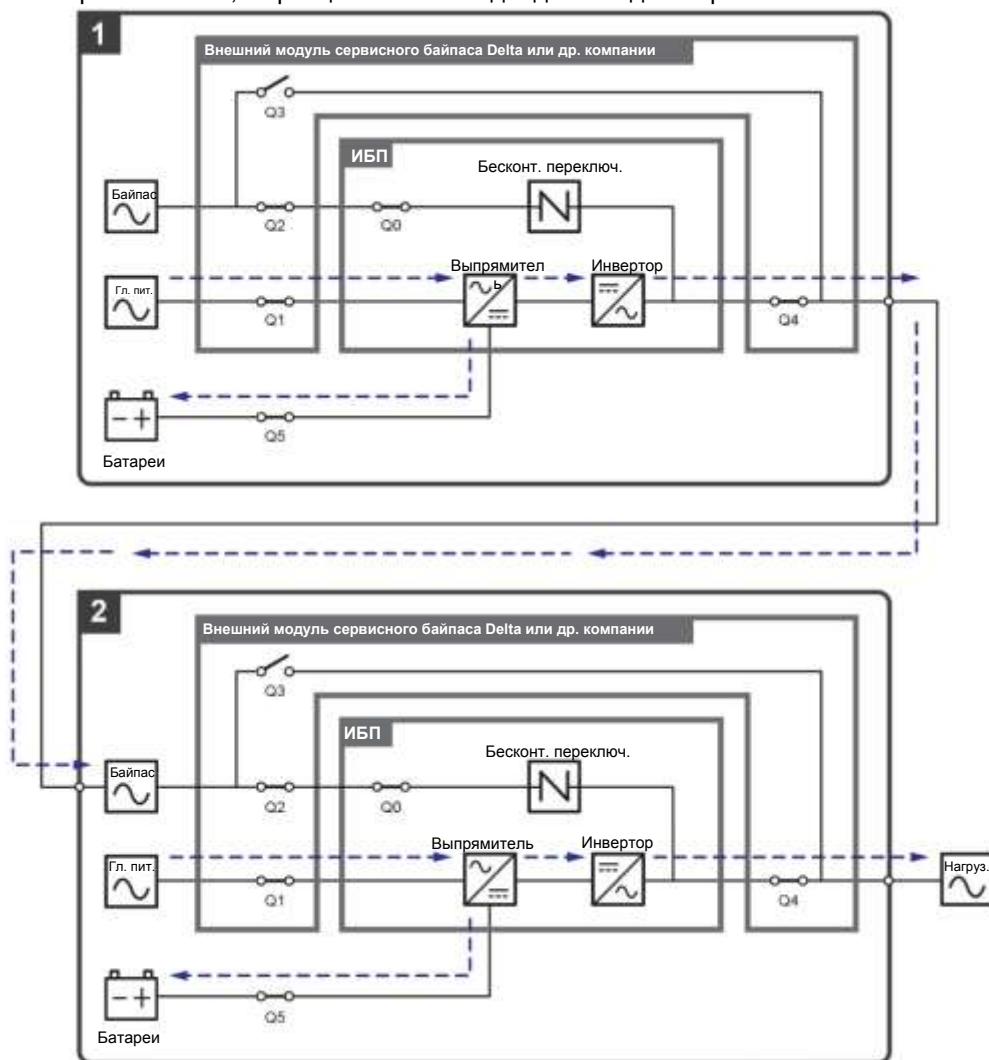 1
Внешний модуль сервисного байпаса Delta или др. компании
Q3
ИБП
Бесконт. переключ.
Байпас
Q2
Q0
Выпрямител
ь
Инвертор
Гл. пит.
Q1
Q4
Q5
Батареи
2
Внешний модуль сервисного байпаса Delta или др. компании
Q3
ИБП
Бесконт. переключ.
Байпас
Q2
Q0
Выпрямитель
Инвертор
Гл. пит.
Нагруз.
Q1
Q4
Q5
Батареи